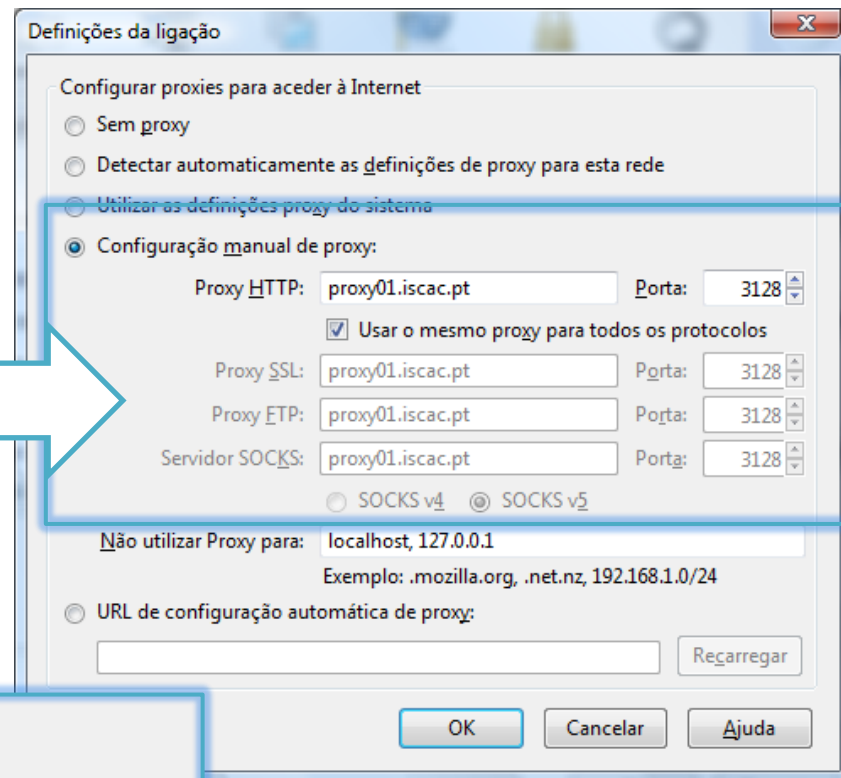 Definições da ligação
Configurar proxies para aceder à Internet
Sem proxy
Detectar automaticamente as definições de proxy para esta rede
Utilizar as definições proxy do sistema
Configuração manual de proxy:
Proxy HTTP: proxy01.iscac.pt Porta: 3128
Usar o mesmo proxy para todos os protocolos
Proxy SSL: proxy01.iscac.pt Porta: 3128
Proxy FTP: proxy01.iscac.pt Porta: 3128
Servidor SOCKS: proxy01.iscac.pt Porta: 3128
SOCKS v4 SOCKS v5
Não utilizar Proxy para: localhost, 127.0.0.1
Exemplo: .mozilla.org, .net.nz, 192.168.1.0/24
URL de configuração automática de proxy:
Recarregar
OK Cancelar Ajuda